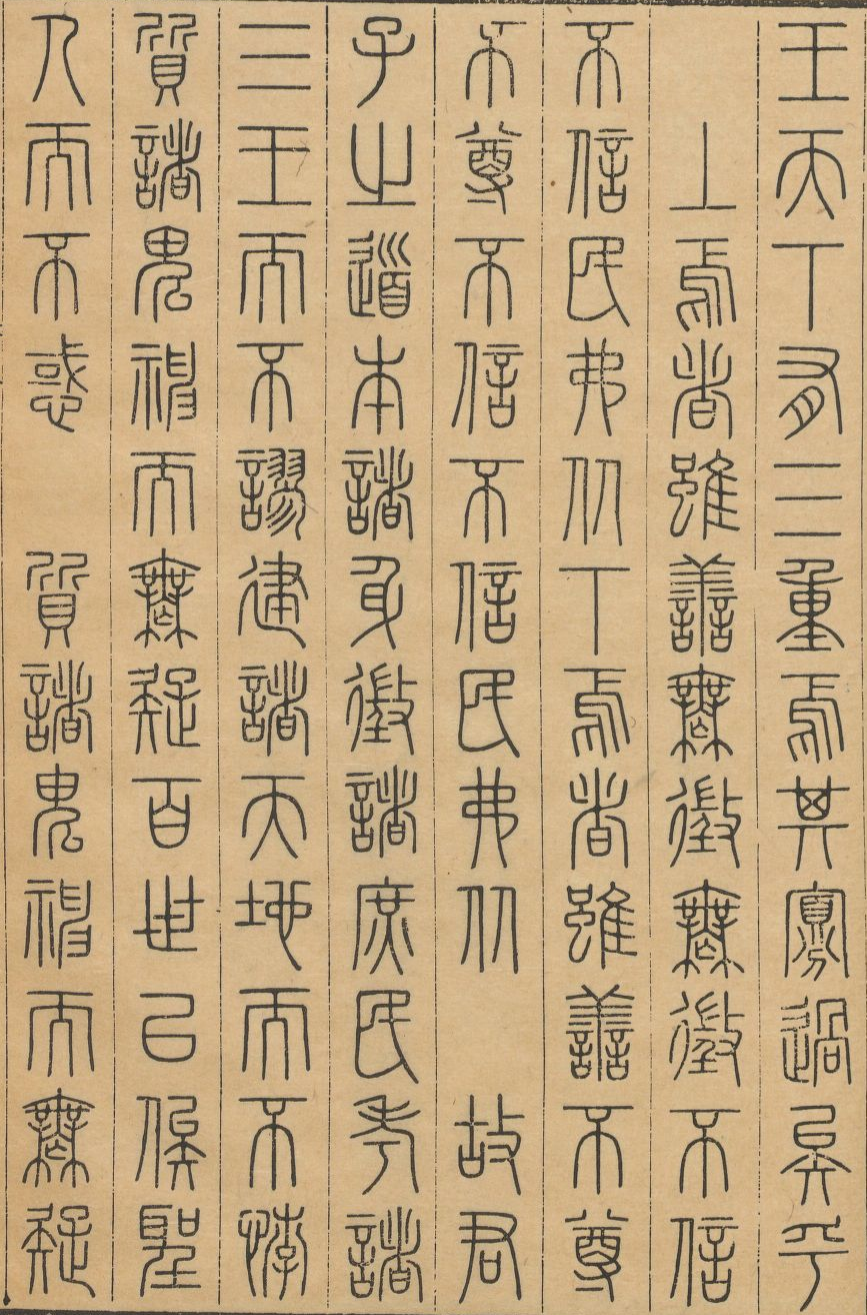 王天下有三重焉其寡過矣乎
上焉者雖善無徵無徵不信
不信民弗从下焉者雖善不尊
不尊不信不信民弗从 故君
子之道本諸身徵諸庶民考諸
三王而不謬建諸天地而不悖
質諸鬼神而無疑百世㠯俟聖
人而不惑 質諸鬼神而無疑